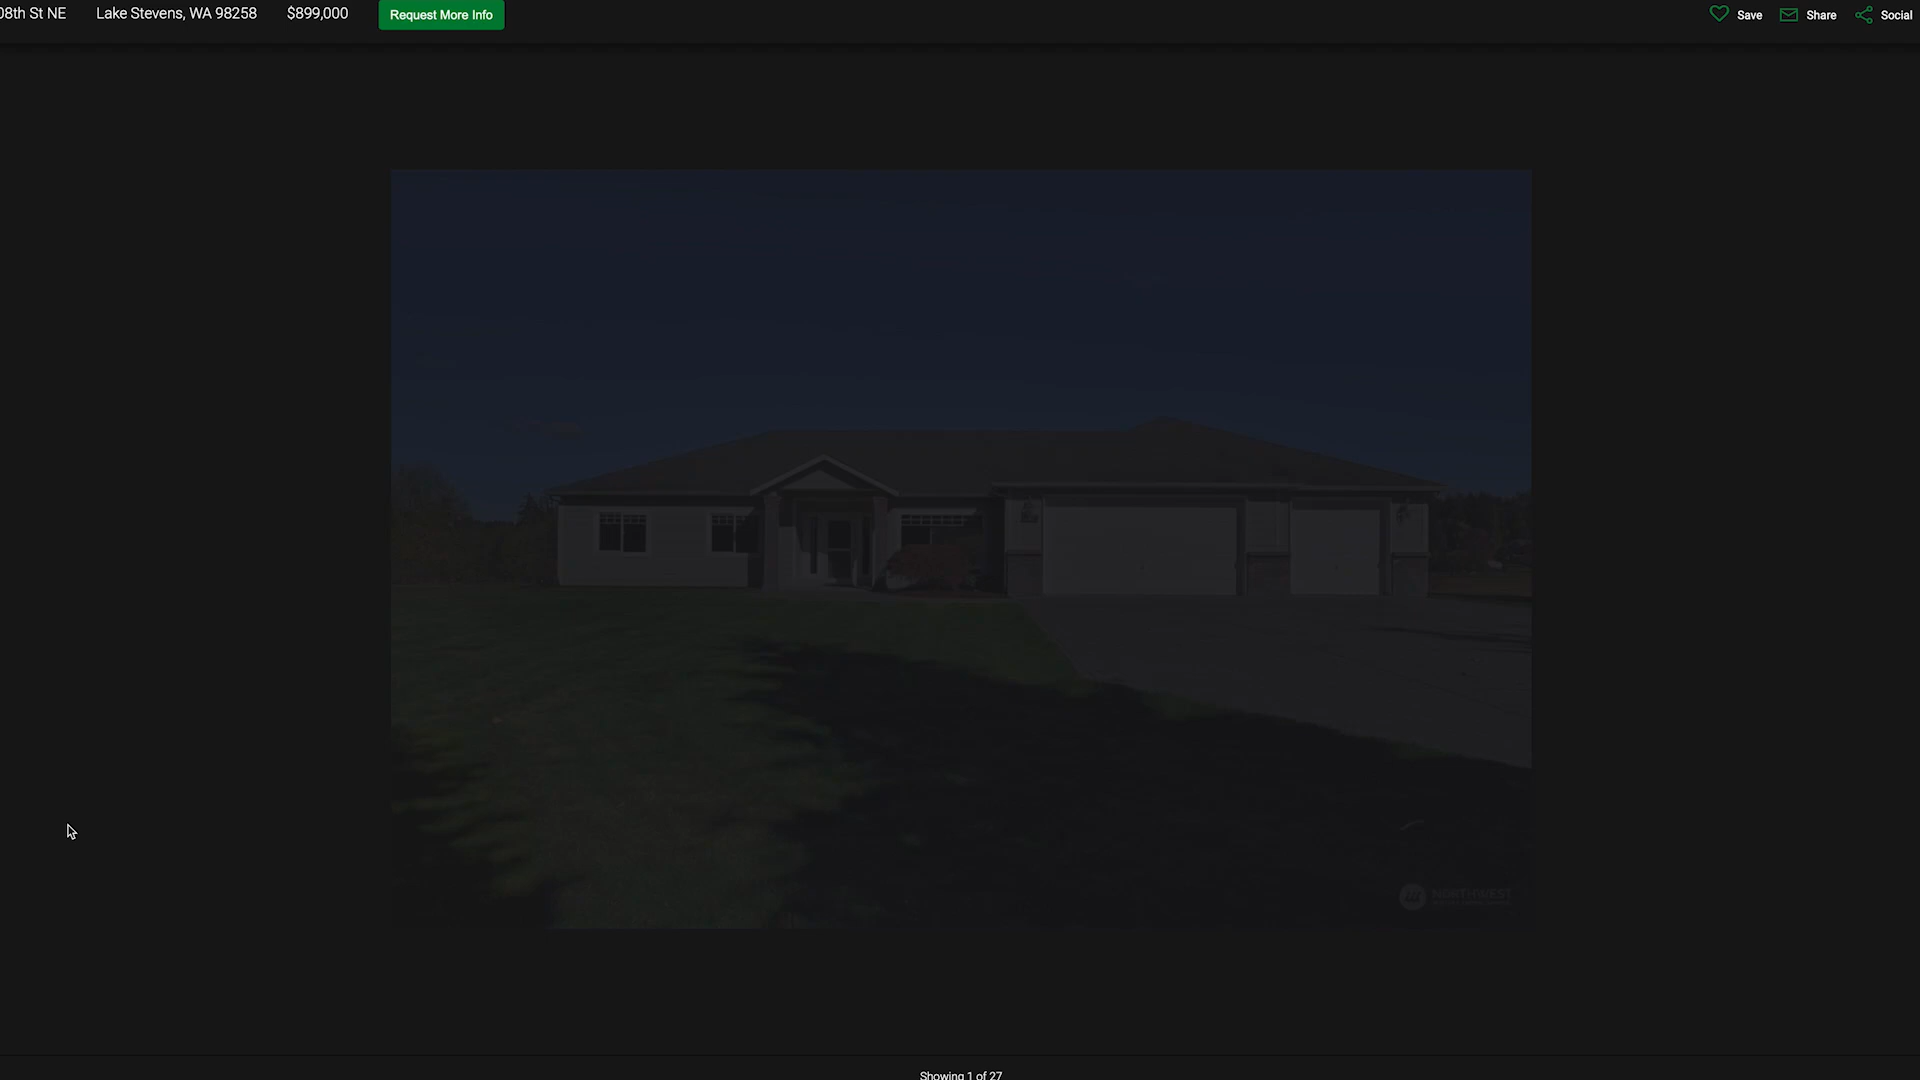 08th St NE
Lake Stevens, WA 98258
$899,000
Request More Info
Save
Share
Social
NORTHWEST
Showing 1 of 27